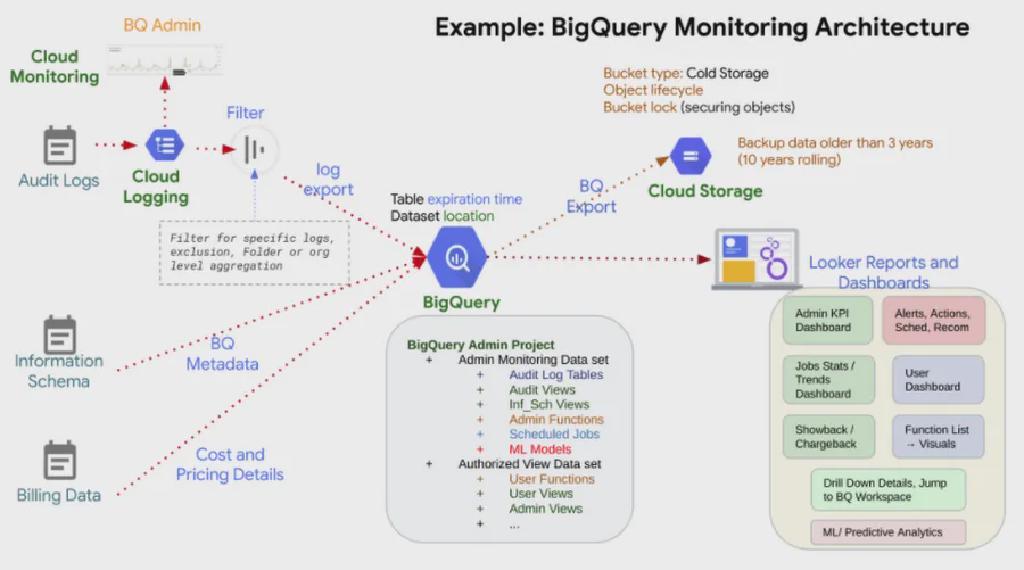 Example: BigQuery Monitoring Architecture
BQ Admin
Cloud
Monitoring
Bucket type: Cold Storage
Object lifecycle
Bucket lock (securing objects)
Filter
Audit Logs
Cloud
Logging
log
export
Filter for specific logs,
exclusion, Folder or org
level aggregation
Table expiration time
Dataset location
BigQuery
BQ
Export
Cloud Storage
Backup data older than 3 years
(10 years rolling)
Looker Reports and
Dashboards
Information
Schema
BQ
Metadata
Billing Data
Cost and
Pricing Details
BigQuery Admin Project
+ Admin Monitoring Data set
+ Audit Log Tables
+ Audit Views
+ Inf_Sch Views
+ Admin Functions
+ Scheduled Jobs
+ ML Models
+ Authorized View Data set
+ User Functions
+ User Views
+ Admin Views
+ ...
Admin KPI
Dashboard
Alerts, Actions,
Sched, Recom
Jobs Stats /
Trends
Dashboard
User
Dashboard
Showback /
Chargeback
Function List
→ Visuals
Drill Down Details, Jump
to BQ Workspace
ML/ Predictive Analytics